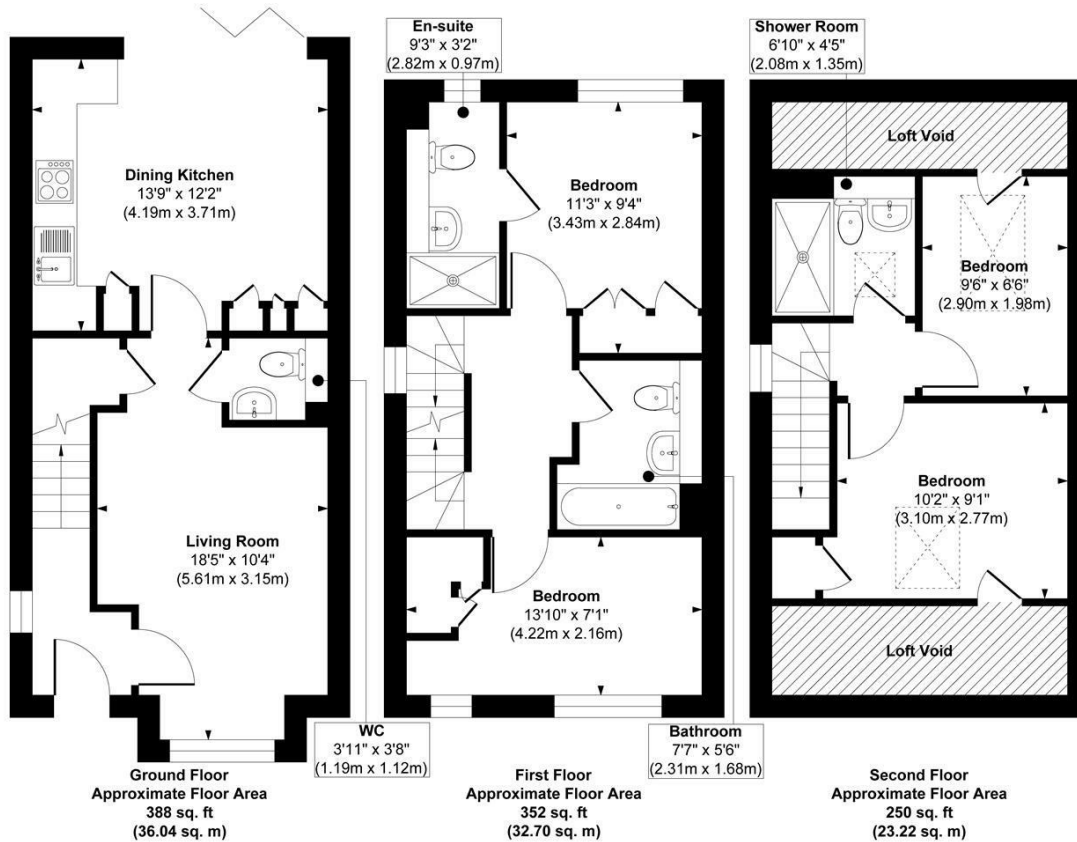 En-suite
9'3" x 3'2"
(2.82m x 0.97m)
Shower Room
6'10" x 4'5"
(2.08m x 1.35m)
Dining Kitchen
13'9" x 12'2"
(4.19m x 3.71m)
Living Room
18'5" x 10'4"
(5.61m x 3.15m)
WC
3'11" x 3'8"
(1.19m x 1.12m)
Ground Floor
Approximate Floor Area
388 sq. ft
(36.04 sq. m)
Bedroom
11'3" x 9'4"
(3.43m x 2.84m)
Bedroom
13'10" x 7'1"
(4.22m x 2.16m)
Bathroom
7'7" x 5'6"
(2.31m x 1.68m)
First Floor
Approximate Floor Area
352 sq. ft
(32.70 sq. m)
Loft Void
Bedroom
9'6" x 6'6"
(2.90m x 1.98m)
Bedroom
10'2" x 9'1"
(3.10m x 2.77m)
Loft Void
Second Floor
Approximate Floor Area
250 sq. ft
(23.22 sq. m)